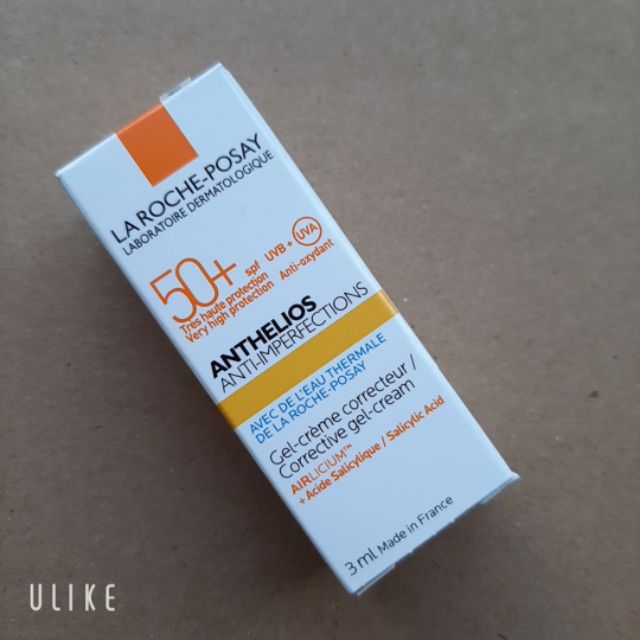 LA ROCHE-POSAY
LABORATOIRE DERMATOLOGIQUE
50+ spf UVB + UVA
Très haute protection Anti-oxydant
Very high protection
ANTHELIOS
ANTI-IMPERFECTIONS
AVEC DE L'EAU THERMALE
DE LA ROCHE-POSAY
Gel-crème correcteur /
Corrective gel-cream
AIRLICIUM™
+ Acide Salicylique / Salicylic Acid
3 ml Made in France
ULIKE